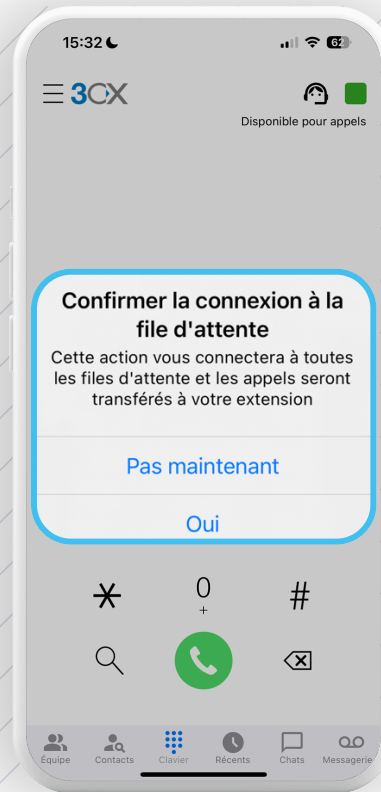 15:32
62
3CX
Disponible pour appels
Confirmer la connexion à la
file d'attente
Cette action vous connectera à toutes
les files d'attente et les appels seront
transférés à votre extension
Pas maintenant
Oui
* 0 #
+
Équipe Contacts Clavier Récents Chats Messagerie